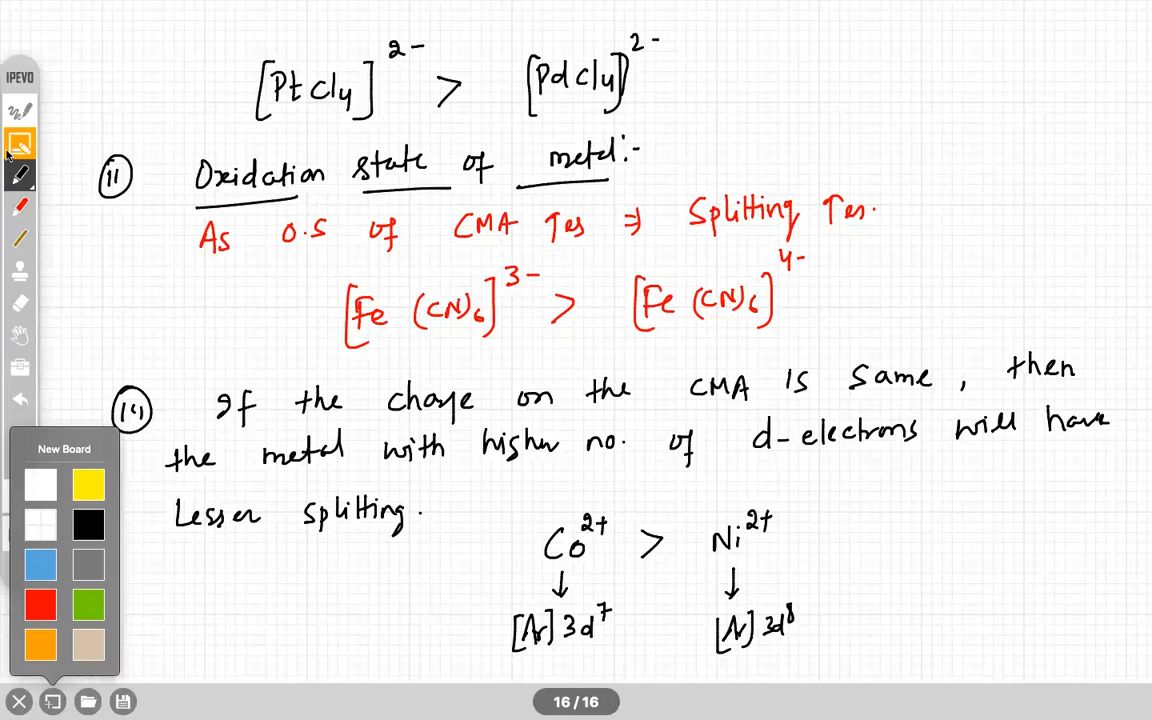 [PtCl4]2- > [PdCl4]2-
IPEVO
(11) Oxidation state of metal:-
As O.S of CMA ↑es ⇒ Splitting ↑es.
[Fe(CN)6]3- > [Fe(CN)6]4-
If the charge on the CMA is same, then
the metal with higher no. of d-electrons will have
Lesser splitting.
New Board
Co2+ > Ni2+
↓ ↓
[Ar]3d7 [Ar]3d8
16 / 16